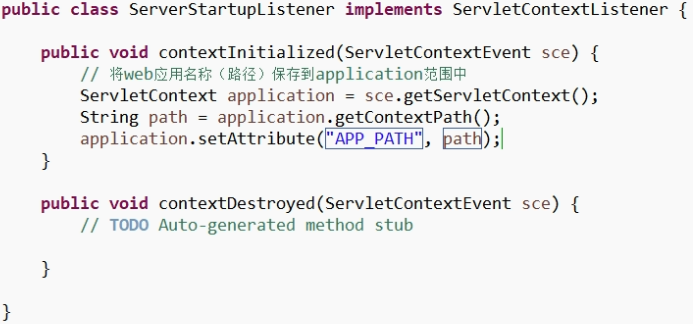 public class ServerStartupListener implements ServletContextListener {
public void contextInitialized(ServletContextEvent sce) {
// 将web应用名称（路径）保存到application范围中
ServletContext application = sce.getServletContext();
String path = application.getContextPath();
application.setAttribute("APP_PATH", path);
}
public void contextDestroyed(ServletContextEvent sce) {
// TODO Auto-generated method stub
}
}